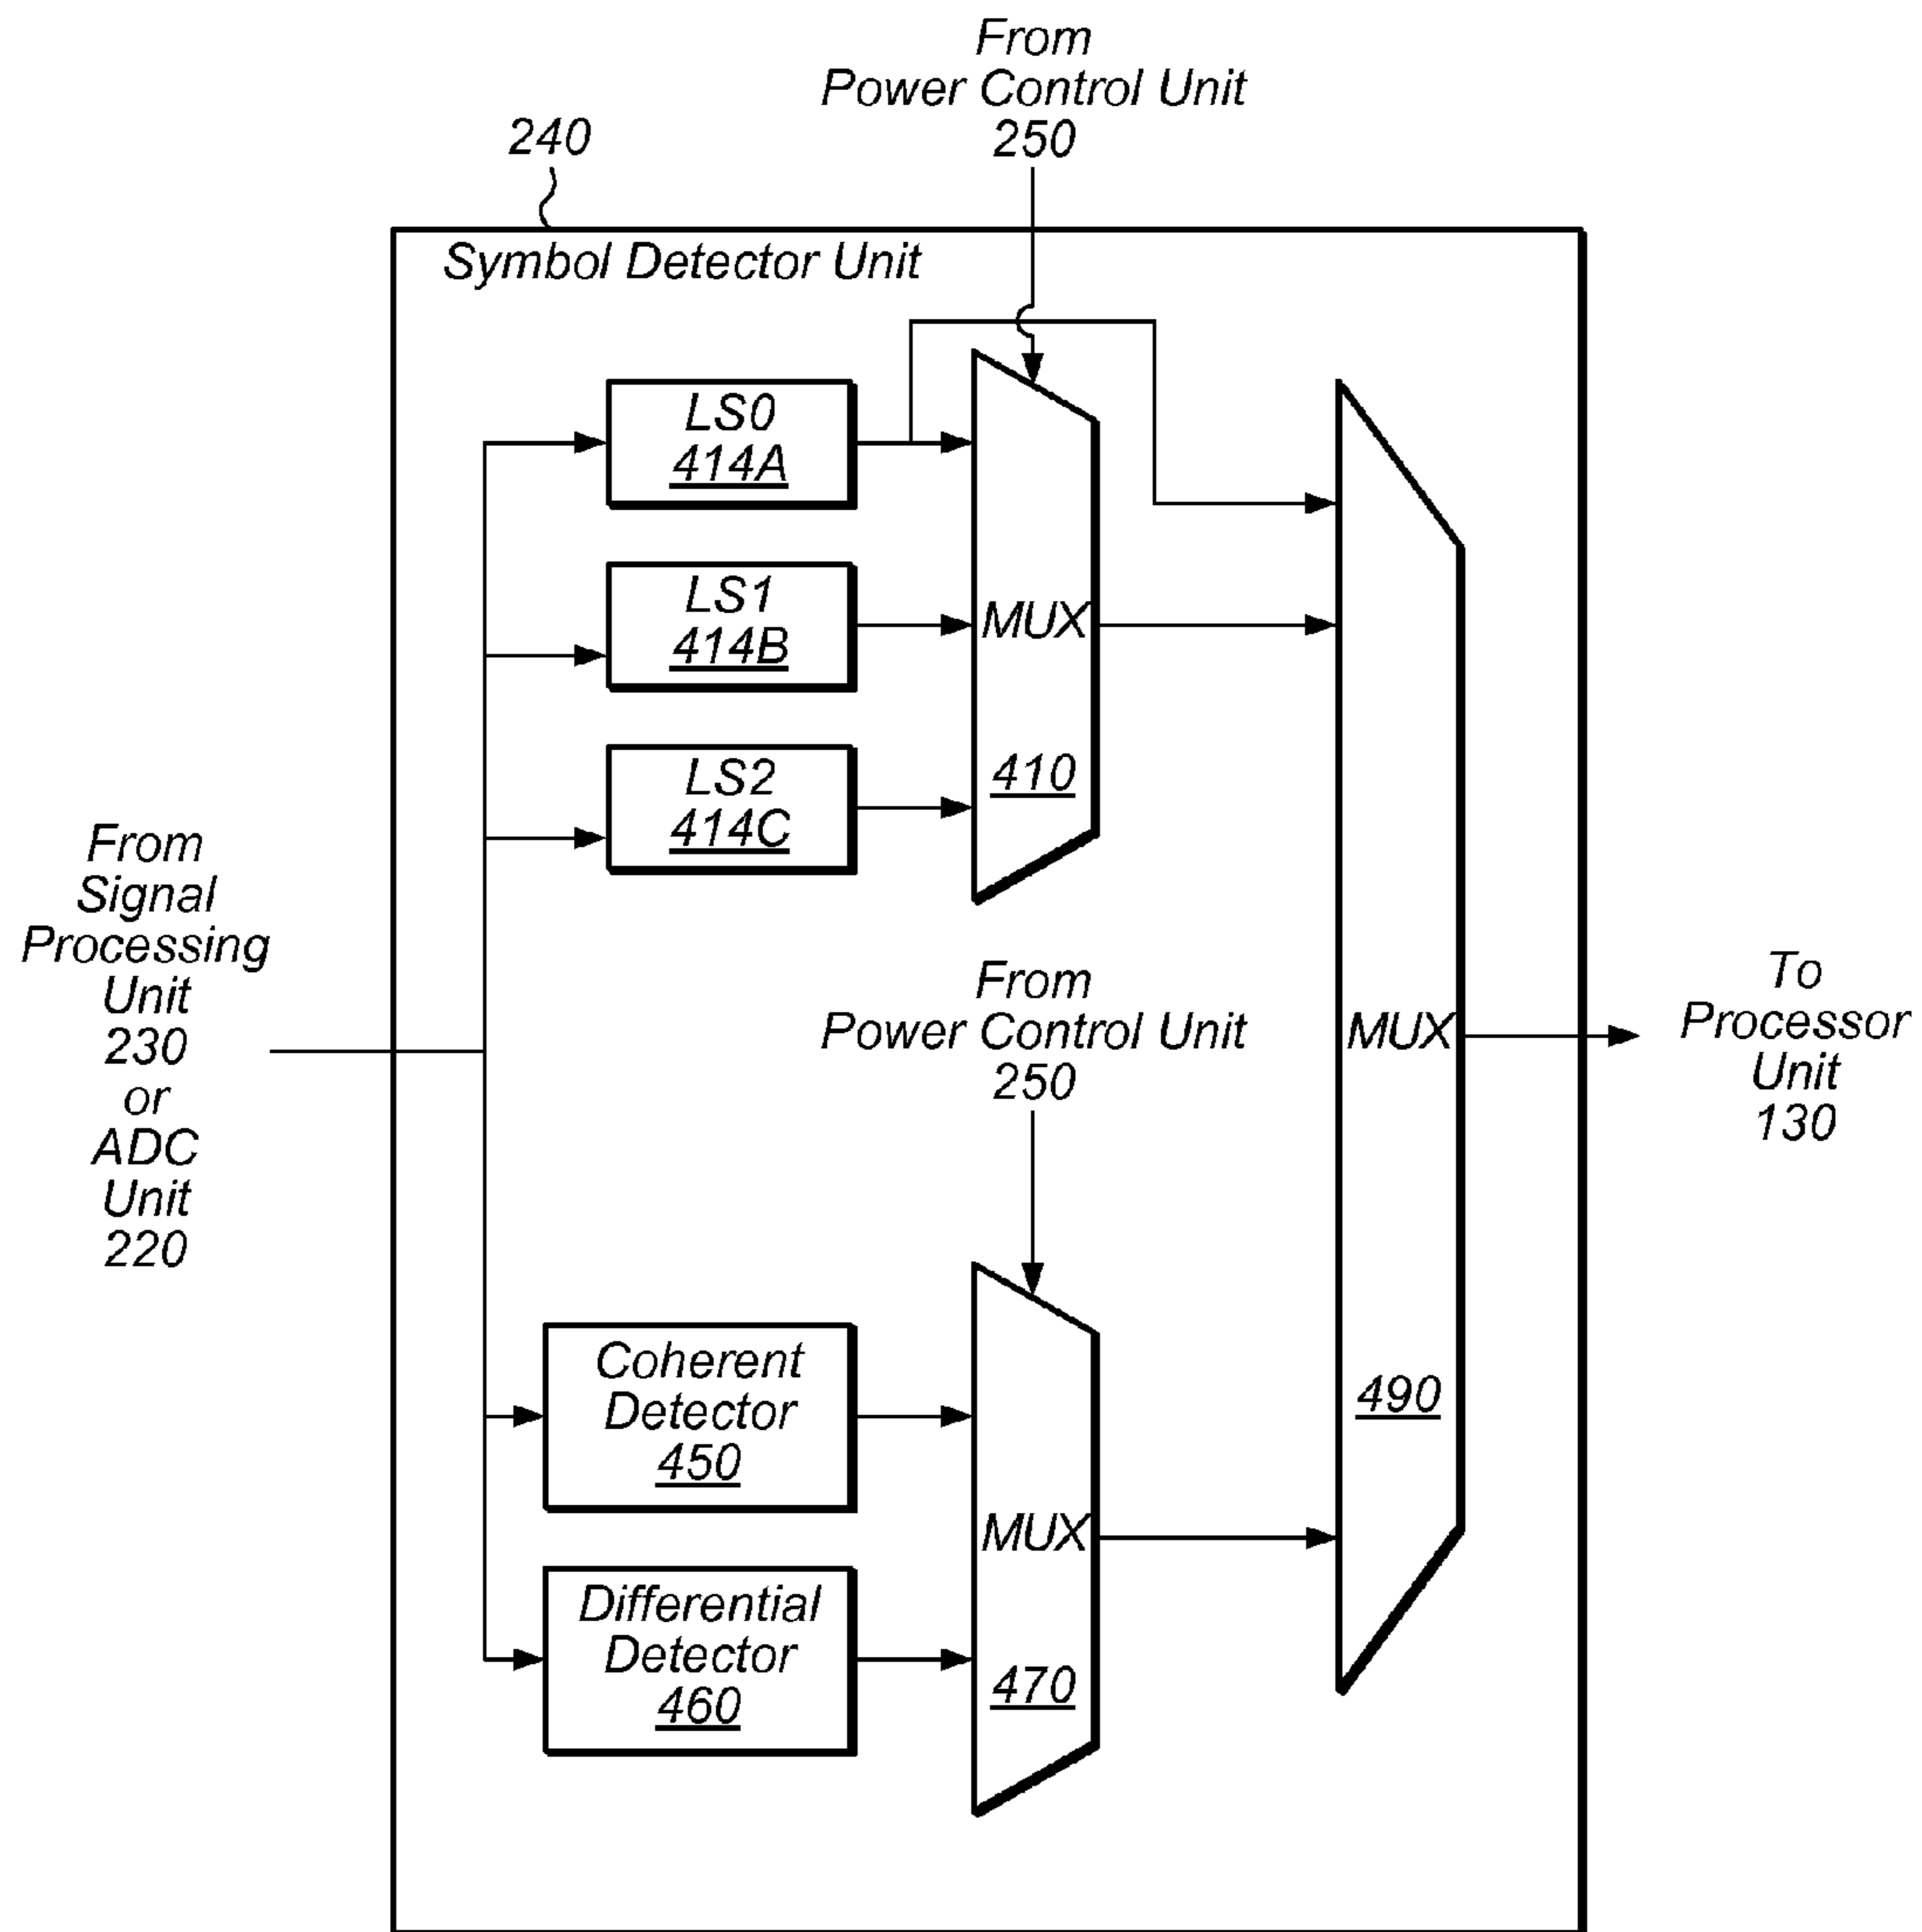 From
Power Control Unit
250
240
Symbol Detector Unit
LS0
414A
LS1
414B
MUX
LS2
414C
410
From
Signal
Processing
Unit
230
or
ADC
Unit
220
From
Power Control Unit
250
MUX
To
Processor
Unit
130
Coherent
Detector
450
490
MUX
Differential
Detector
460
470